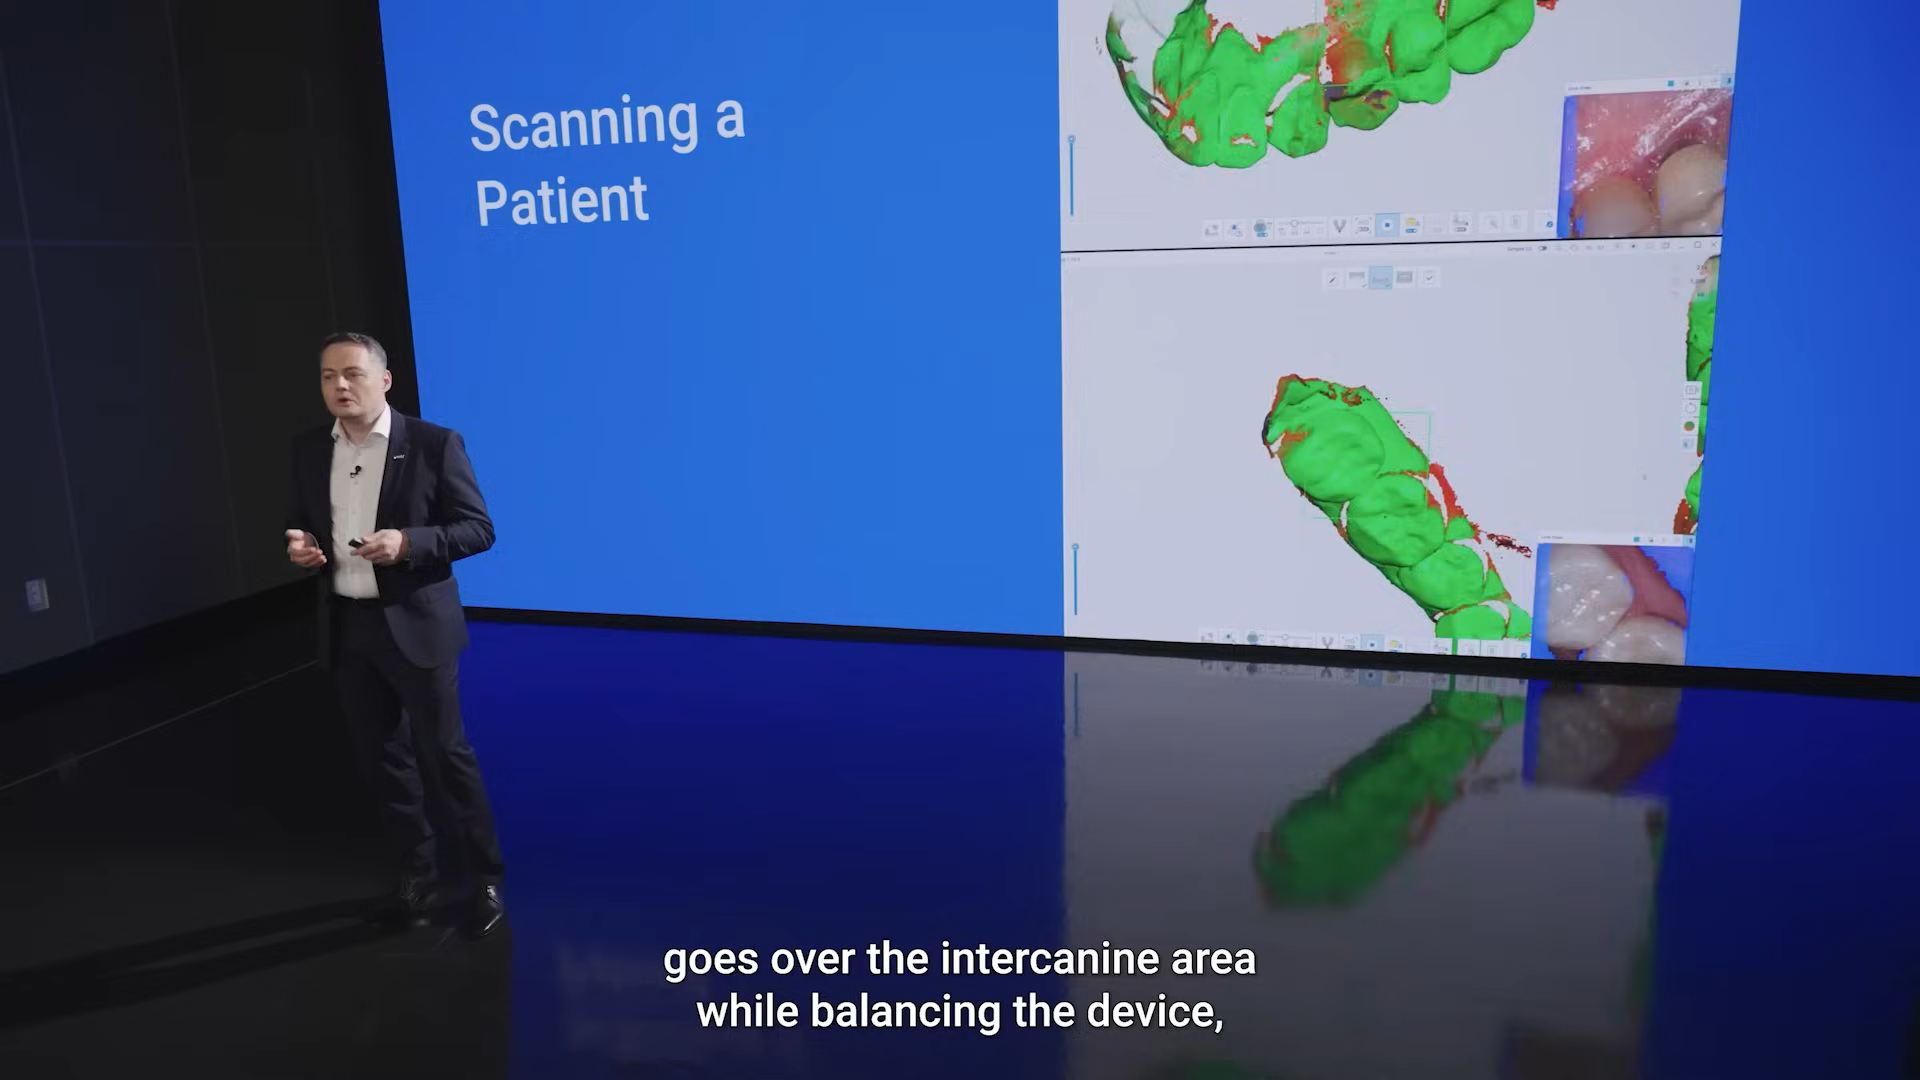 Scanning a
Patient
goes over the intercanine area
while balancing the device,